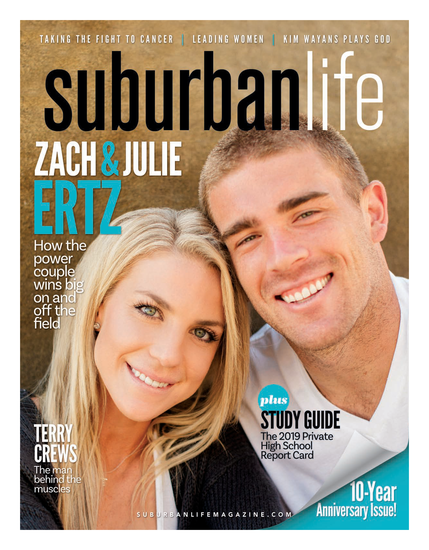 TAKING THE FIGHT TO CANCER | LEADING WOMEN | KIM WAYANS PLAYS GOD
suburbanlife
ZACH & JULIE
ERTZ
How the
power
couple
wins big
on and
off the
field
plus
STUDY GUIDE
The 2019 Private
High School
Report Card
TERRY
CREWS
The man
behind the
muscles
10-Year
Anniversary Issue!
SUBURBANLIFEMAGAZINE.COM